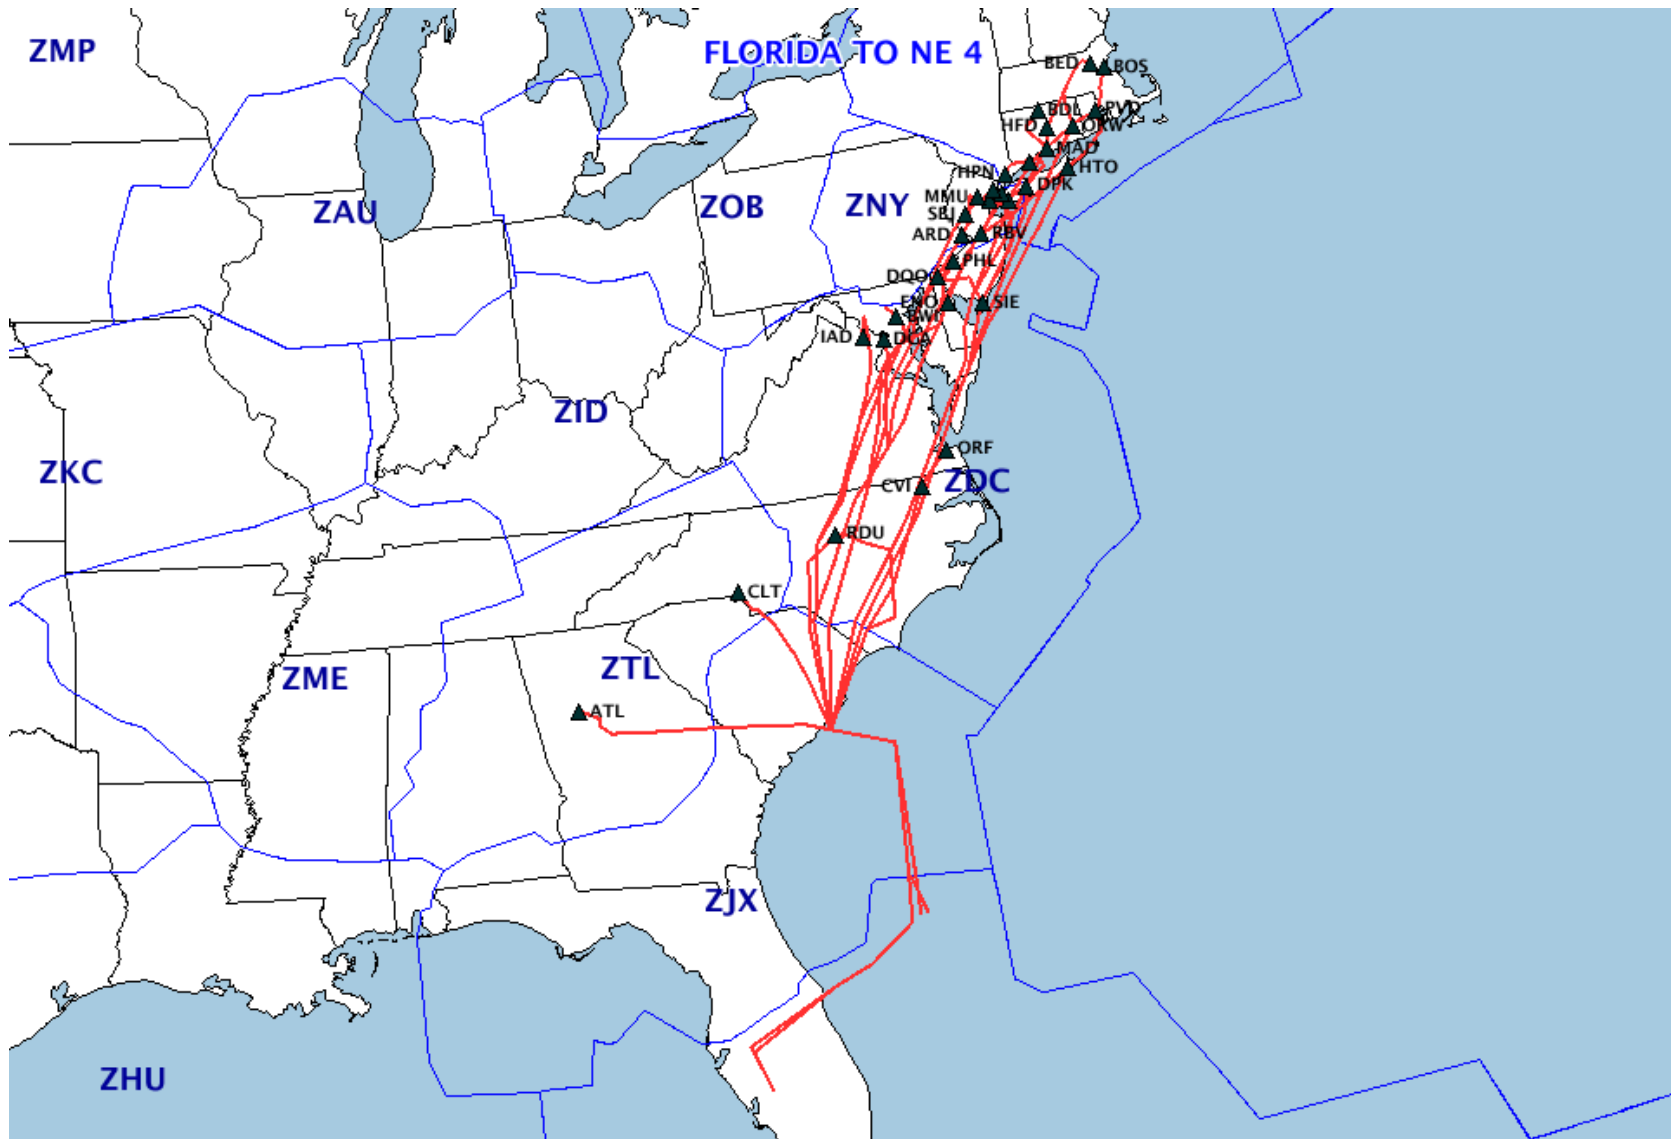 FLORIDA TO NE 4
ZMP
BED
BOS
BDL
PVD
HFD
ORW
MAD
HTO
HPN
DPK
MMU
ZAU
ZOB
ZNY
SBJ
ARD
RBV
PHL
DQO
ENO
SIE
BWI
IAD
DCA
ZID
ORF
ZKC
CVI
ZDC
RDU
CLT
ZME
ZTL
ATL
ZJX
ZHU